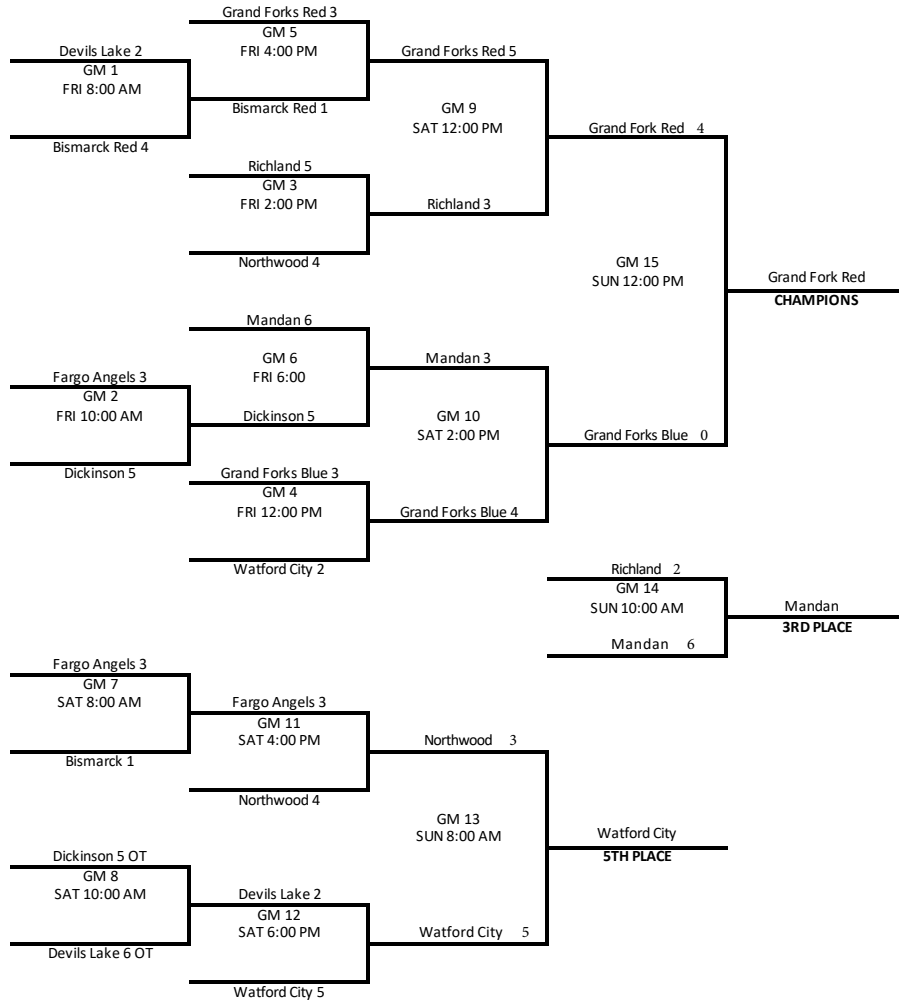 Grand Forks Red 3
GM 5
FRI 4:00 PM
Devils Lake 2
GM 1
FRI 8:00 AM
Grand Forks Red 5
Bismarck Red 1
GM 9
SAT 12:00 PM
Grand Fork Red 4
Bismarck Red 4
Richland 5
GM 3
FRI 2:00 PM
Richland 3
Northwood 4
GM 15
SUN 12:00 PM
Grand Fork Red
CHAMPIONS
Mandan 6
GM 6
FRI 6:00
Mandan 3
Fargo Angels 3
GM 2
FRI 10:00 AM
Dickinson 5
GM 10
SAT 2:00 PM
Grand Forks Blue 0
Dickinson 5
Grand Forks Blue 3
GM 4
FRI 12:00 PM
Grand Forks Blue 4
Watford City 2
Richland 2
GM 14
SUN 10:00 AM
Mandan
3RD PLACE
Mandan 6
Fargo Angels 3
GM 7
SAT 8:00 AM
Fargo Angels 3
GM 11
SAT 4:00 PM
Northwood 3
Bismarck 1
Northwood 4
GM 13
SUN 8:00 AM
Watford City
5TH PLACE
Dickinson 5 OT
GM 8
SAT 10:00 AM
Devils Lake 2
GM 12
SAT 6:00 PM
Watford City 5
Devils Lake 6 OT
Watford City 5